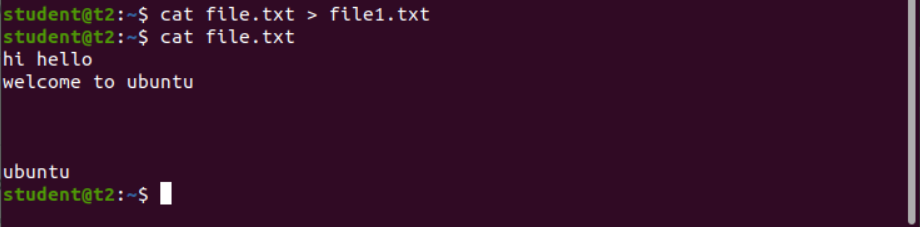 student@t2:~$ cat file.txt > file1.txt
student@t2:~$ cat file.txt
hi hello
welcome to ubuntu
ubuntu
student@t2:~$